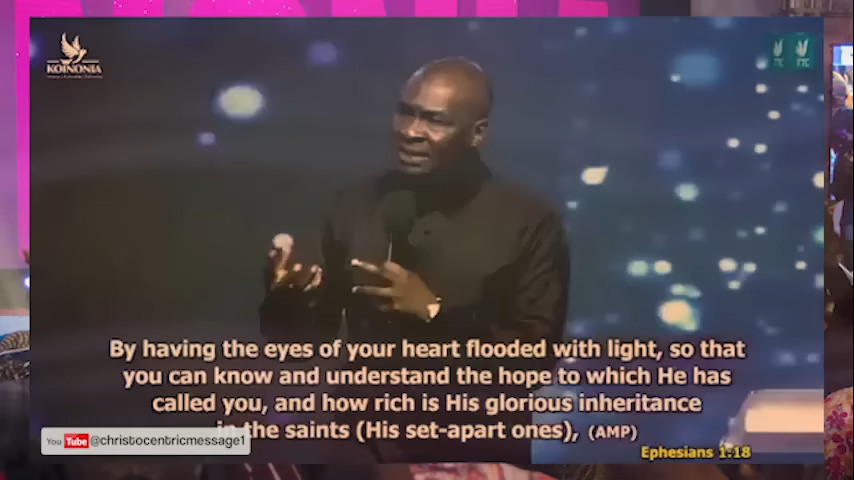 KOINONIA
By having the eyes of your heart flooded with light, so that
you can know and understand the hope to which He has
called you, and how rich is His glorious inheritance
in the saints (His set-apart ones), (AMP)
You Tube @christocentricmessage1
Ephesians 1:18